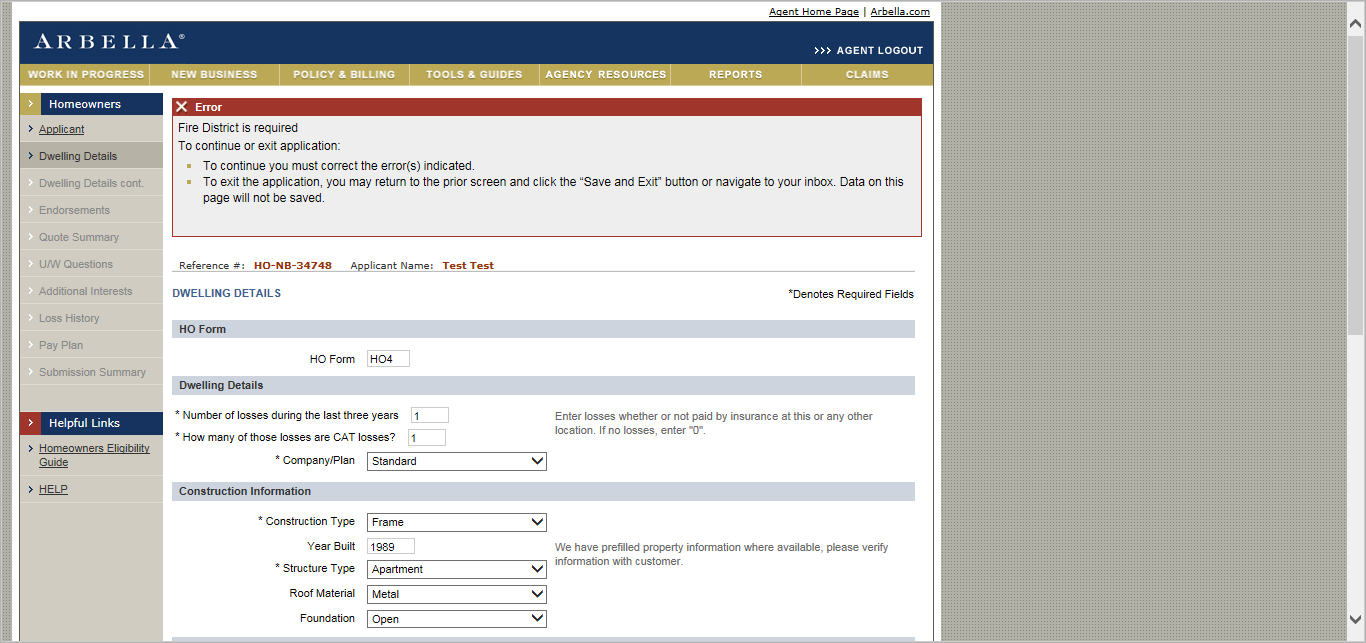 Agent Home Page | Arbella.com
ARBELLA®
>>> AGENT LOGOUT
WORK IN PROGRESS NEW BUSINESS POLICY & BILLING TOOLS & GUIDES AGENCY RESOURCES REPORTS CLAIMS
Homeowners
Applicant
Dwelling Details
Dwelling Details cont.
Endorsements
Quote Summary
U/W Questions
Additional Interests
Loss History
Pay Plan
Submission Summary
Helpful Links
Homeowners Eligibility
Guide
HELP
Error
Fire District is required
To continue or exit application:
To continue you must correct the error(s) indicated.
To exit the application, you may return to the prior screen and click the “Save and Exit” button or navigate to your inbox. Data on this
page will not be saved.
Reference #: HO-NB-34748 Applicant Name: Test Test
DWELLING DETAILS *Denotes Required Fields
HO Form
HO Form HO4
Dwelling Details
* Number of losses during the last three years 1
* How many of those losses are CAT losses? 1
Enter losses whether or not paid by insurance at this or any other
location. If no losses, enter "0".
* Company/Plan Standard
Construction Information
* Construction Type Frame
Year Built 1989
We have prefilled property information where available, please verify
information with customer.
* Structure Type Apartment
Roof Material Metal
Foundation Open